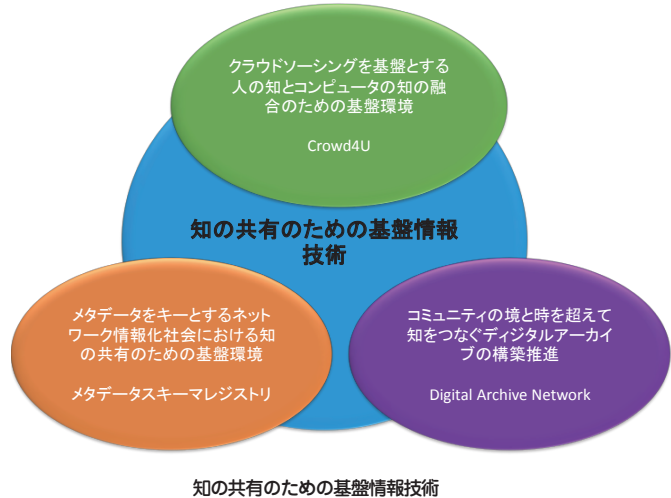 クラウドソーシングを基盤とする
人の知とコンピュータの知の融
合のための基盤環境
Crowd4U
知の共有のための基盤情報
技術
メタデータをキーとするネット
ワーク情報化社会における知
の共有のための基盤環境
メタデータスキーマレジストリ
コミュニティの境と時を超えて
知をつなぐディジタルアーカイ
ブの構築推進
Digital Archive Network
知の共有のための基盤情報技術